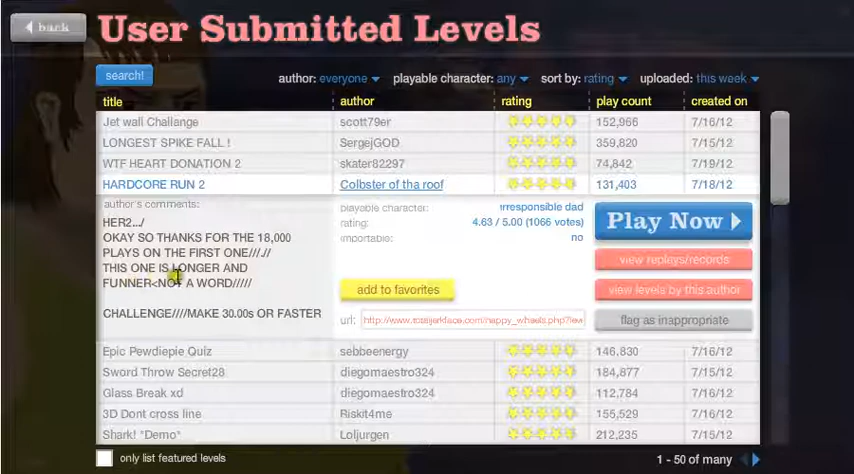 back
User Submitted Levels
search!
author: everyone playable character: any sort by: rating uploaded: this week
title author rating play count created on
Jet wall Challange scott79er 152,966 7/16/12
LONGEST SPIKE FALL ! SergejGOD 359,820 7/15/12
WTF HEART DONATION 2 skater82297 74,842 7/19/12
HARDCORE RUN 2 Colbster of tha roof 131,403 7/18/12
author's comments:
HER2.../
OKAY SO THANKS FOR THE 18,000
PLAYS ON THE FIRST ONE///.//
THIS ONE IS LONGER AND
FUNNER<NOT A WORD/////
CHALLENGE////MAKE 30.00s OR FASTER
playable character: irresponsible dad
rating: 4.63 / 5.00 (1066 votes)
importable: no
add to favorites
url: http://www.totaljerkface.com/happy_wheels.php?lev
Play Now
view replays/records
view levels by this author
flag as inappropriate
Epic Pewdiepie Quiz sebbeenergy 146,830 7/16/12
Sword Throw Secret28 diegomaestro324 184,877 7/15/12
Glass Break xd diegomaestro324 112,784 7/16/12
3D Dont cross line Riskit4me 155,529 7/16/12
Shark! *Demo* Loljurgen 212,235 7/15/12
only list featured levels
1 - 50 of many